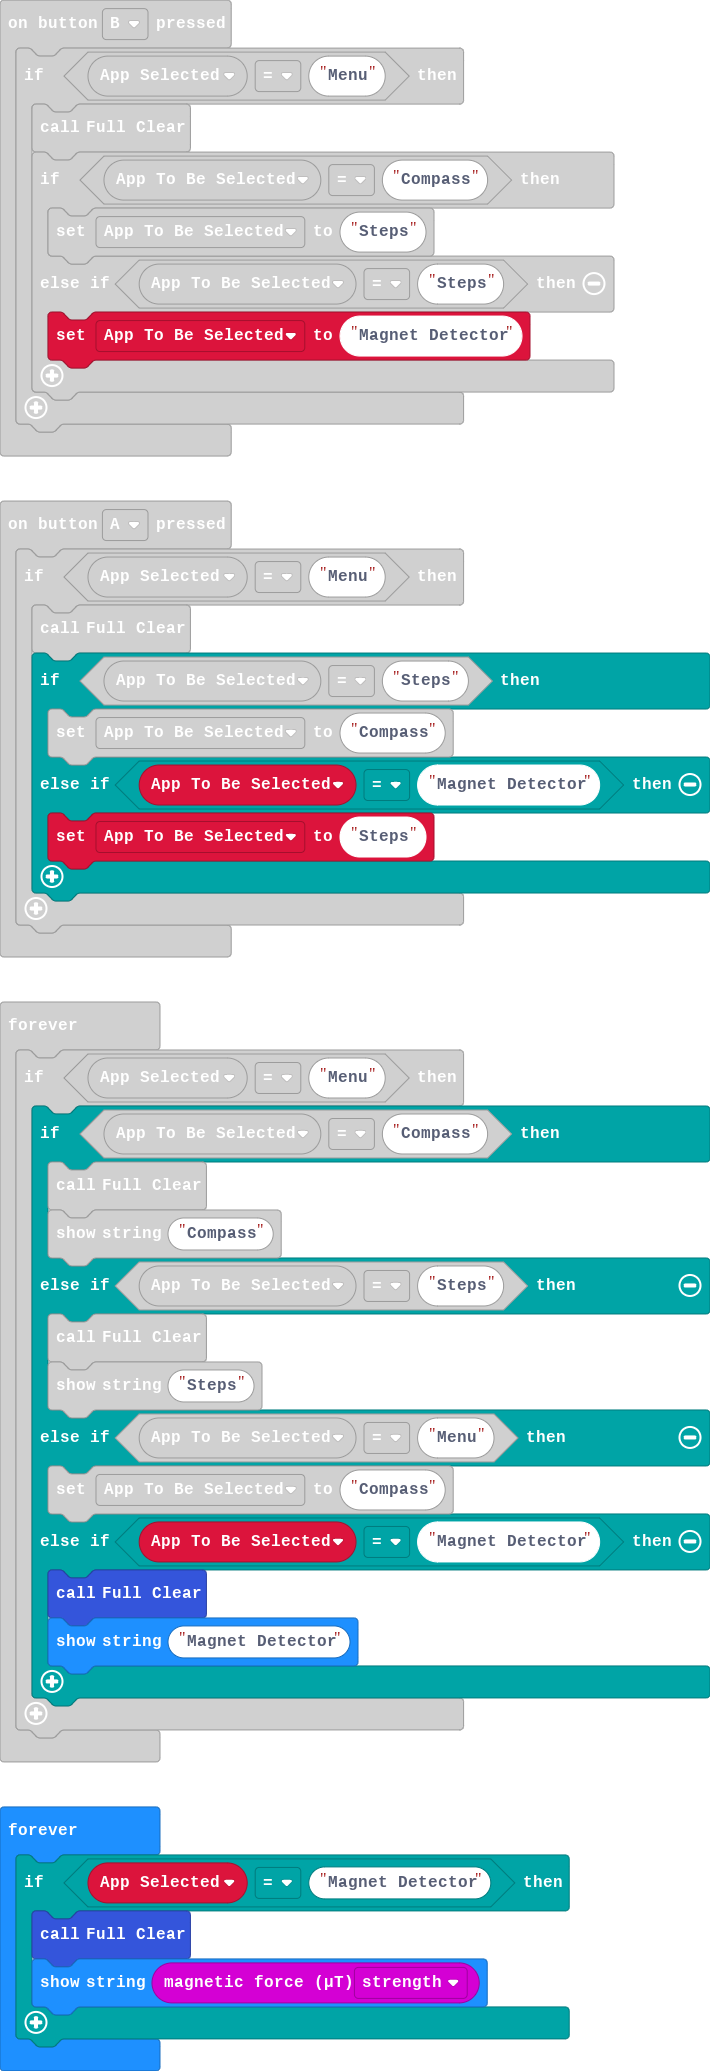 on button B pressed
if App Selected = "Menu" then
call Full Clear
if App To Be Selected = "Compass" then
set App To Be Selected to "Steps"
else if App To Be Selected = "Steps" then
set App To Be Selected to "Magnet Detector"
on button A pressed
if App Selected = "Menu" then
call Full Clear
if App To Be Selected = "Steps" then
set App To Be Selected to "Compass"
else if App To Be Selected = "Magnet Detector" then
set App To Be Selected to "Steps"
forever
if App Selected = "Menu" then
if App To Be Selected = "Compass" then
call Full Clear
show string "Compass"
else if App To Be Selected = "Steps" then
call Full Clear
show string "Steps"
else if App To Be Selected = "Menu" then
set App To Be Selected to "Compass"
else if App To Be Selected = "Magnet Detector" then
call Full Clear
show string "Magnet Detector"
forever
if App Selected = "Magnet Detector" then
call Full Clear
show string magnetic force (µT) strength